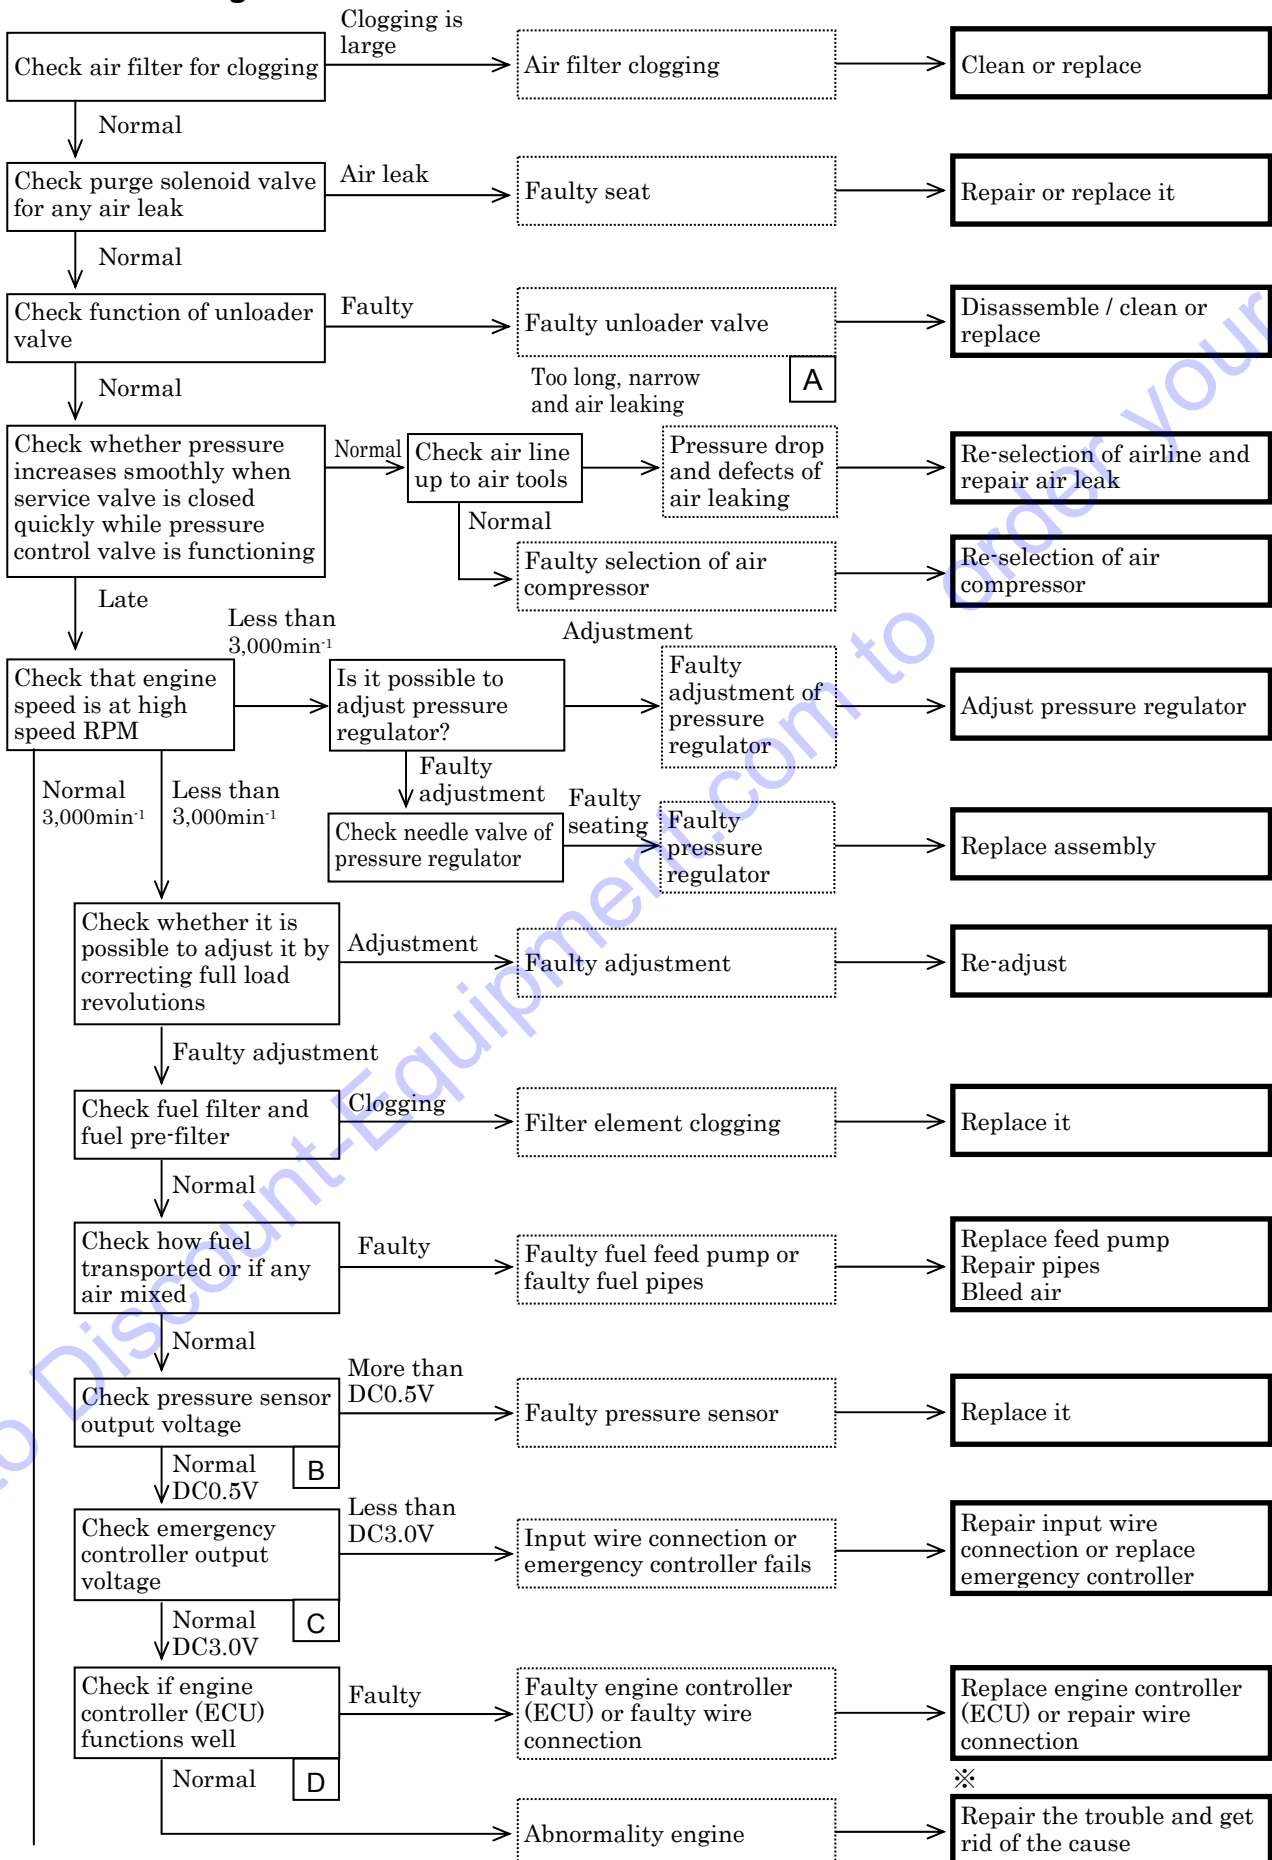 Clogging is
large
Check air filter for clogging
Air filter clogging
Clean or replace
Normal
Check purge solenoid valve
for any air leak
Air leak
Faulty seat
Repair or replace it
Normal
Check function of unloader
valve
Faulty
Faulty unloader valve
A
Disassemble / clean or
replace
Normal
Check whether pressure
increases smoothly when
service valve is closed
quickly while pressure
control valve is functioning
Normal
Check air line
up to air tools
Too long, narrow
and air leaking
Pressure drop
and defects of
air leaking
Re-selection of airline and
repair air leak
Normal
Faulty selection of air
compressor
Re-selection of air
compressor
Late
Check that engine
speed is at high
speed RPM
Less than
3,000min-1
Is it possible to
adjust pressure
regulator?
Adjustment
Faulty
adjustment of
pressure
regulator
Adjust pressure regulator
Faulty
adjustment
Check needle valve of
pressure regulator
Faulty
seating
Faulty
pressure
regulator
Replace assembly
Normal
3,000min-1
Less than
3,000min-1
Check whether it is
possible to adjust it by
correcting full load
revolutions
Adjustment
Faulty adjustment
Re-adjust
Faulty adjustment
Check fuel filter and
fuel pre-filter
Clogging
Filter element clogging
Replace it
Normal
Check how fuel
transported or if any
air mixed
Faulty
Faulty fuel feed pump or
faulty fuel pipes
Replace feed pump
Repair pipes
Bleed air
Normal
Check pressure sensor
output voltage
B
More than
DC0.5V
Faulty pressure sensor
Replace it
Normal
DC0.5V
Check emergency
controller output
voltage
C
Less than
DC3.0V
Input wire connection or
emergency controller fails
Repair input wire
connection or replace
emergency controller
Normal
DC3.0V
Check if engine
controller (ECU)
functions well
D
Faulty
Faulty engine controller
(ECU) or faulty wire
connection
Replace engine controller
(ECU) or repair wire
connection
Normal
※
Abnormality engine
Repair the trouble and get
rid of the cause
to Discount-Equipment.com to order your